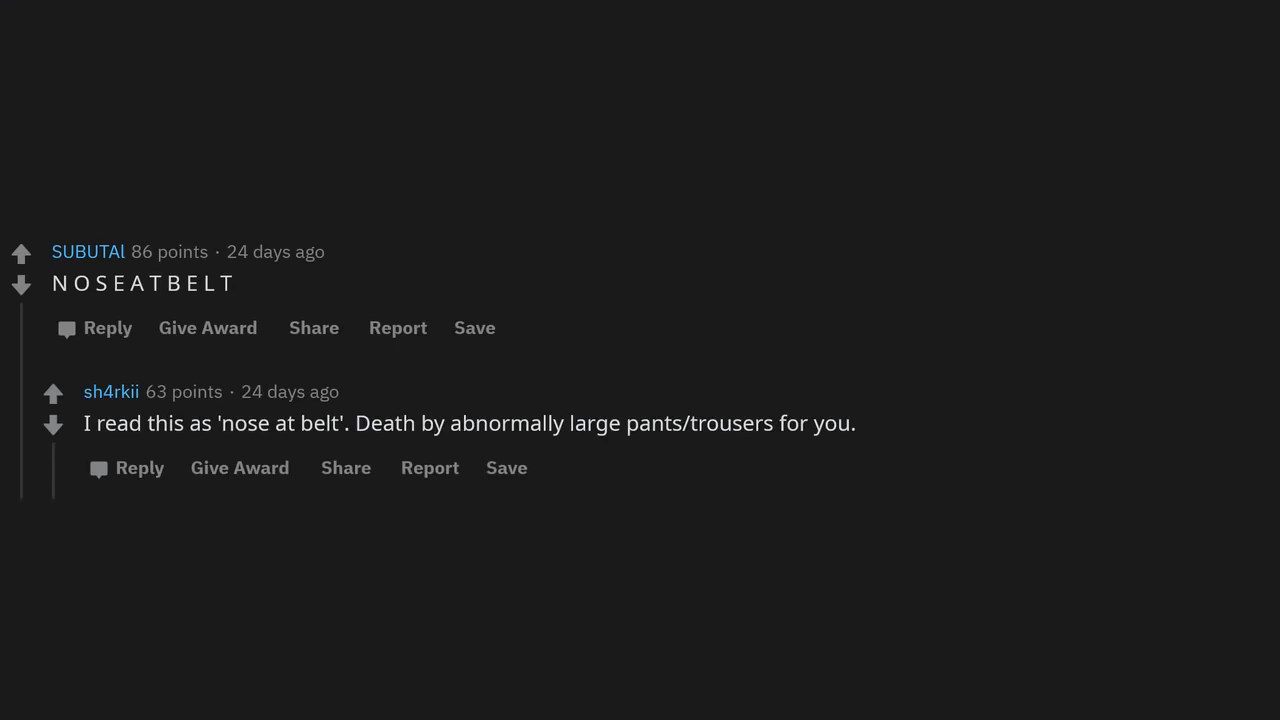 SUBUTAl 86 points · 24 days ago
N O S E A T B E L T
Reply Give Award Share Report Save
sh4rkii 63 points · 24 days ago
I read this as 'nose at belt'. Death by abnormally large pants/trousers for you.
Reply Give Award Share Report Save